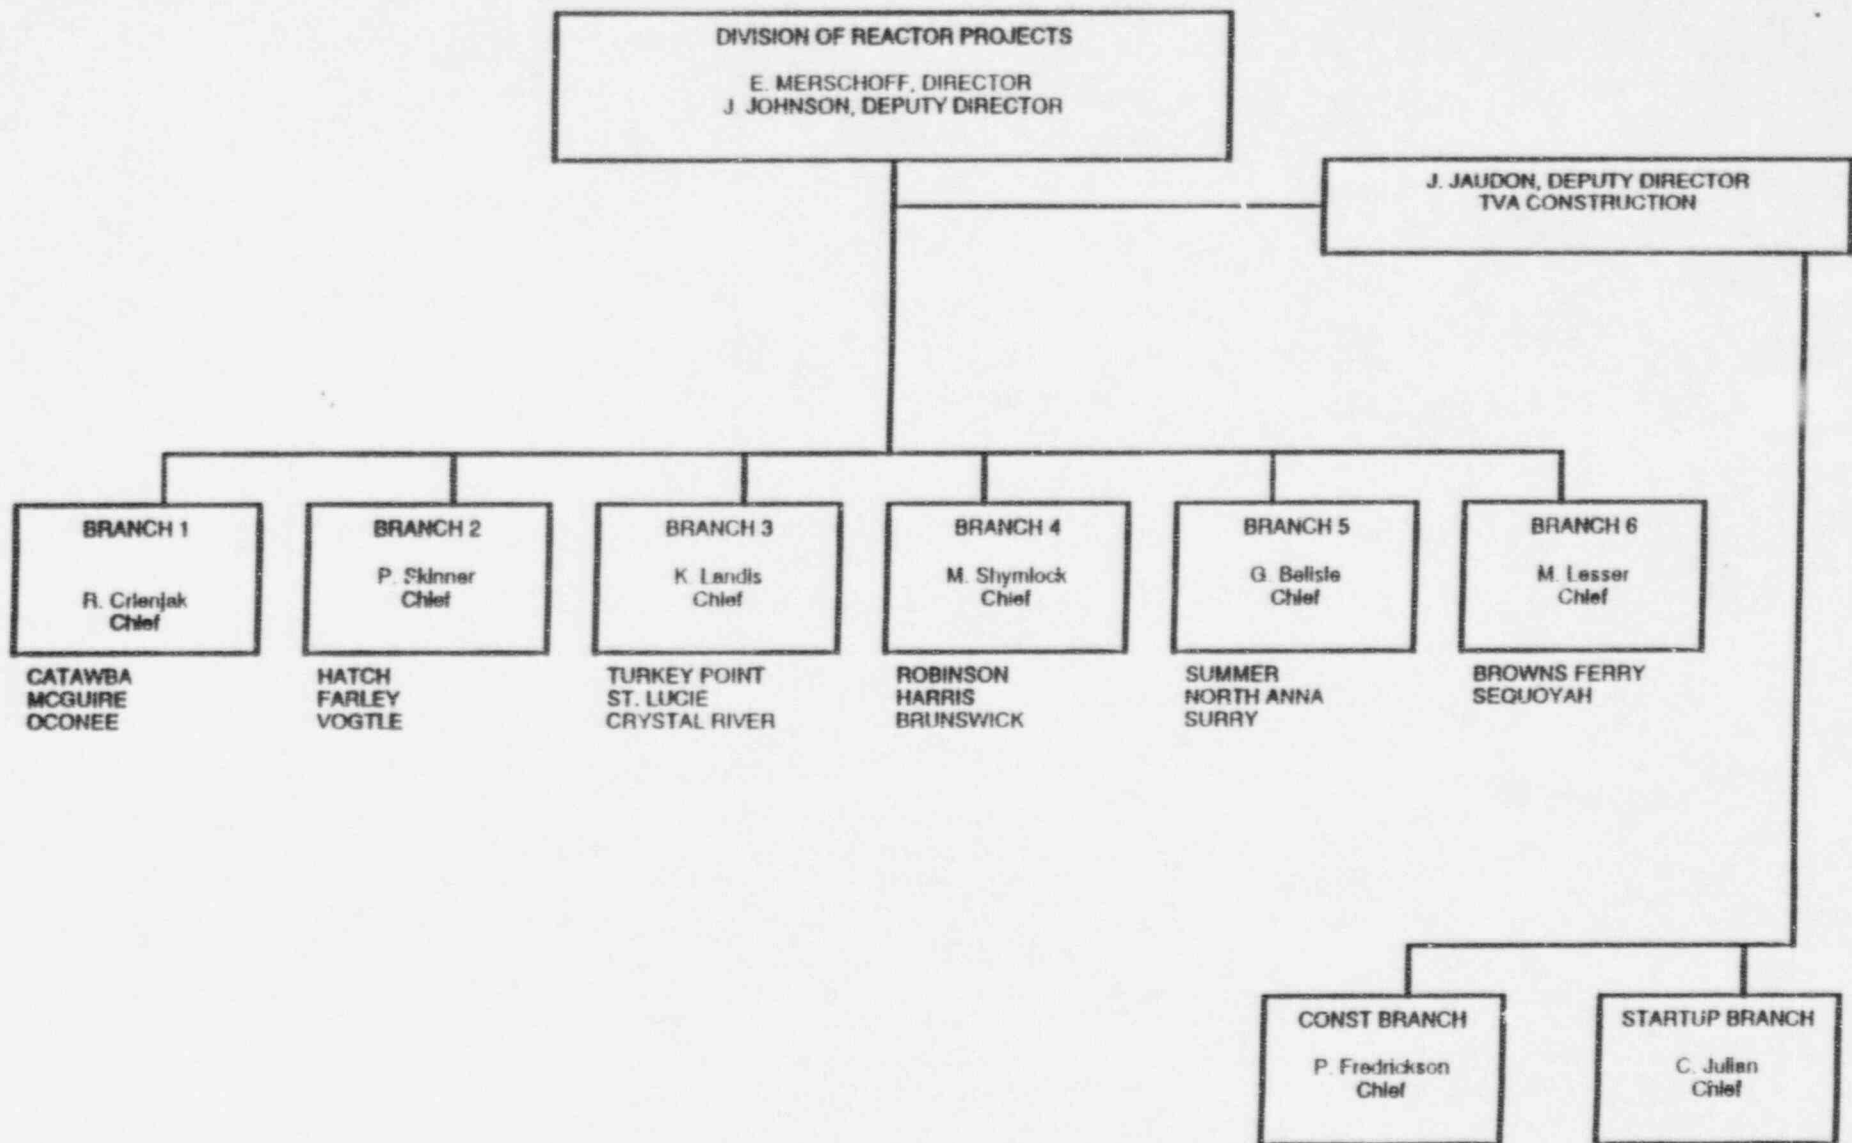 DIVISION OF REACTOR PROJECTS
E. MERSCHOFF, DIRECTOR
J. JOHNSON, DEPUTY DIRECTOR
J. JAUDON, DEPUTY DIRECTOR
TVA CONSTRUCTION
BRANCH 1
R. Crlenjak
Chief
CATAWBA
MCGUIRE
OCONEE
BRANCH 2
P. Skinner
Chief
HATCH
FARLEY
VOGTLE
BRANCH 3
K. Landis
Chief
TURKEY POINT
ST. LUCIE
CRYSTAL RIVER
BRANCH 4
M. Shymlock
Chief
ROBINSON
HARRIS
BRUNSWICK
BRANCH 5
G. Belisle
Chief
SUMMER
NORTH ANNA
SURRY
BRANCH 6
M. Lesser
Chief
BROWNS FERRY
SEQUOYAH
CONST BRANCH
P. Fredrickson
Chief
STARTUP BRANCH
C. Julian
Chief